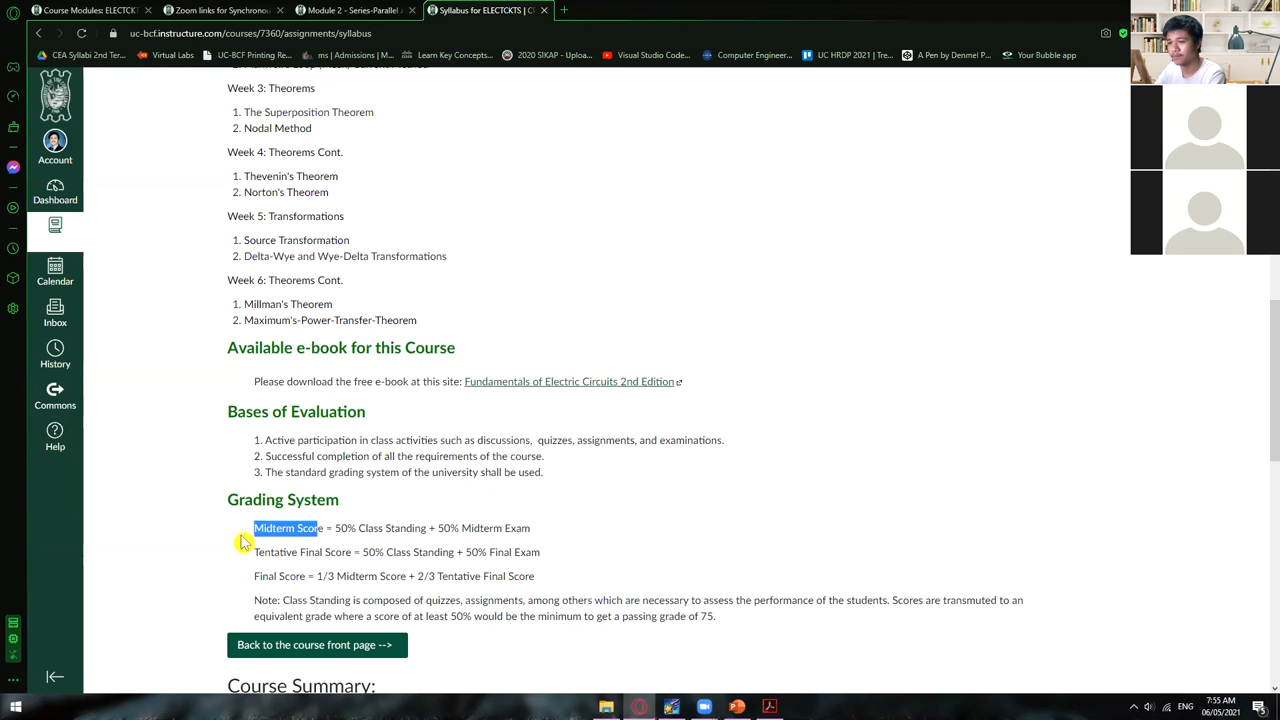 Course Modules: ELECTCKTS
Zoom links for Synchronou
Module 2 - Series-Parallel
Syllabus for ELECTCKTS | C
uc-bcf.instructure.com/courses/7360/assignments/syllabus
CEA Syllabi 2nd Ter...
Virtual Labs
UC-BCF Printing Re...
ms | Admissions | M...
Learn Key Concepts...
2020 SIKAP - Uploa...
Visual Studio Code...
Computer Engineer...
UC HRDP 2021 | Tre...
A Pen by Denmel P...
Your Bubble app
Account
Dashboard
Calendar
Inbox
History
Commons
Help
Week 3: Theorems
1. The Superposition Theorem
2. Nodal Method
Week 4: Theorems Cont.
1. Thevenin's Theorem
2. Norton's Theorem
Week 5: Transformations
1. Source Transformation
2. Delta-Wye and Wye-Delta Transformations
Week 6: Theorems Cont.
1. Millman's Theorem
2. Maximum's-Power-Transfer-Theorem
Available e-book for this Course
Please download the free e-book at this site: Fundamentals of Electric Circuits 2nd Edition
Bases of Evaluation
1. Active participation in class activities such as discussions, quizzes, assignments, and examinations.
2. Successful completion of all the requirements of the course.
3. The standard grading system of the university shall be used.
Grading System
Midterm Score = 50% Class Standing + 50% Midterm Exam
Tentative Final Score = 50% Class Standing + 50% Final Exam
Final Score = 1/3 Midterm Score + 2/3 Tentative Final Score
Note: Class Standing is composed of quizzes, assignments, among others which are necessary to assess the performance of the students. Scores are transmuted to an
equivalent grade where a score of at least 50% would be the minimum to get a passing grade of 75.
Back to the course front page -->
Course Summary:
ENG
7:55 AM
06/05/2021
5